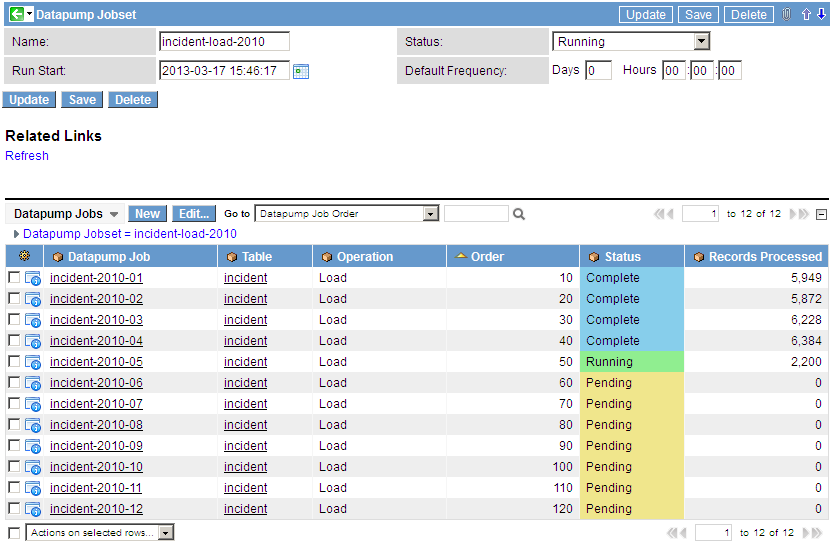 Datapump Jobset Update Save Delete
Name: incident-load-2010 Status: Running
Run Start: 2013-03-17 15:46:17 Default Frequency: Days 0 Hours 00 : 00 : 00
Update Save Delete
Related Links
Refresh
Datapump Jobs New Edit... Go to Datapump Job Order 1 to 12 of 12
Datapump Jobset = incident-load-2010
Datapump Job Table Operation Order Status Records Processed
incident-2010-01 incident Load 10 Complete 5,949
incident-2010-02 incident Load 20 Complete 5,872
incident-2010-03 incident Load 30 Complete 6,228
incident-2010-04 incident Load 40 Complete 6,384
incident-2010-05 incident Load 50 Running 2,200
incident-2010-06 incident Load 60 Pending 0
incident-2010-07 incident Load 70 Pending 0
incident-2010-08 incident Load 80 Pending 0
incident-2010-09 incident Load 90 Pending 0
incident-2010-10 incident Load 100 Pending 0
incident-2010-11 incident Load 110 Pending 0
incident-2010-12 incident Load 120 Pending 0
Actions on selected rows... 1 to 12 of 12